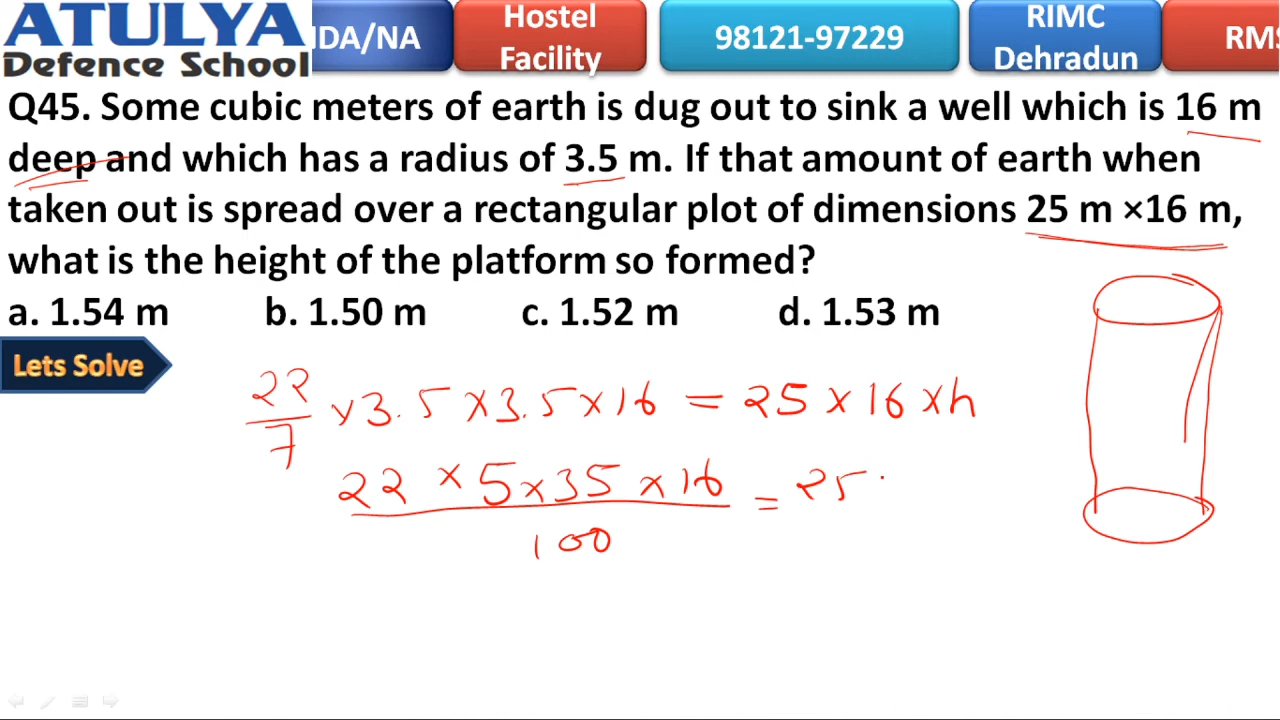 ATULYA
Defence School
NDA/NA
Hostel
Facility
98121-97229
RIMC
Dehradun
RMS
Q45. Some cubic meters of earth is dug out to sink a well which is 16 m
deep and which has a radius of 3.5 m. If that amount of earth when
taken out is spread over a rectangular plot of dimensions 25 m ×16 m,
what is the height of the platform so formed?
a. 1.54 m b. 1.50 m c. 1.52 m d. 1.53 m
Lets Solve
22/7 × 3.5 × 3.5 × 16 = 25 × 16 × h
22 × 5 × 35 × 16 / 100 = 25